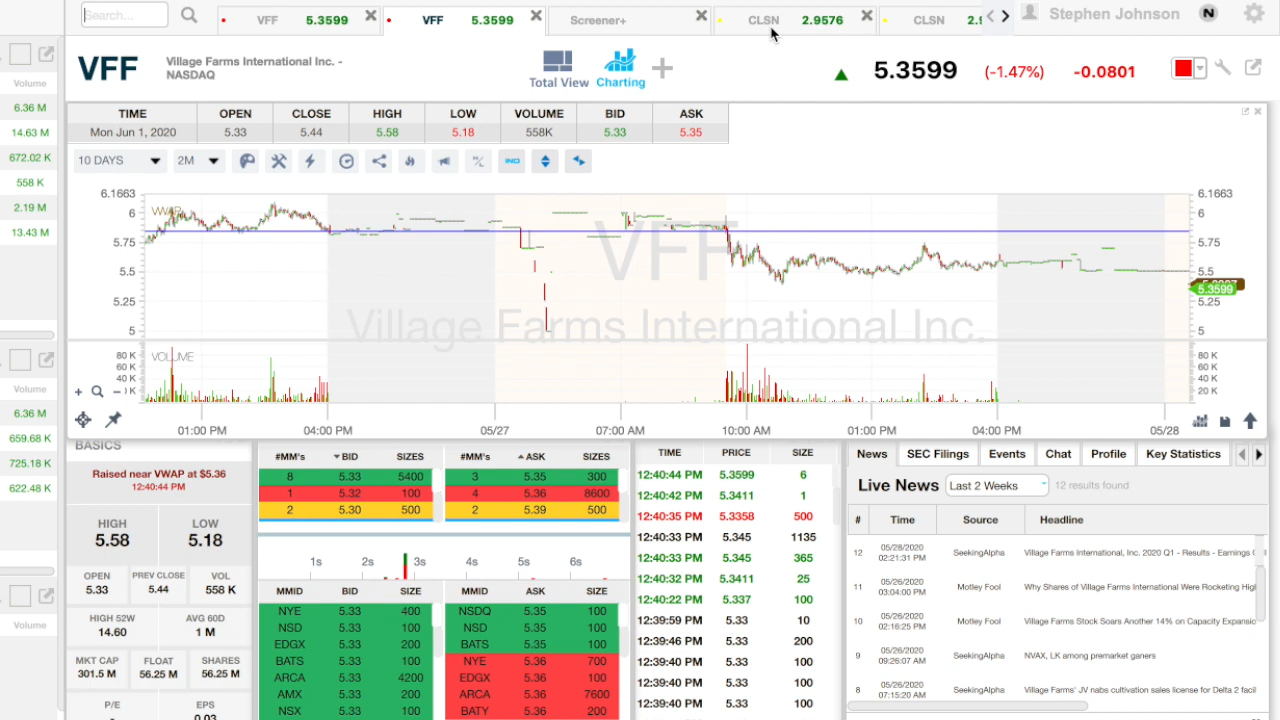 Search...
VFF 5.3599
VFF 5.3599
Screener+
CLSN 2.9576
CLSN
Stephen Johnson
N
VFF
Village Farms International Inc. -
NASDAQ
Total View
Charting
5.3599 (-1.47%) -0.0801
TIME OPEN CLOSE HIGH LOW VOLUME BID ASK
Mon Jun 1, 2020 5.33 5.44 5.58 5.18 558K 5.33 5.35
10 DAYS 2M
IND
Volume
6.36 M
14.63 M
672.02 K
558 K
2.19 M
13.43 M
Volume
6.36 M
659.68 K
725.18 K
622.48 K
Volume
6.1663 6.1663
VWAP
6 6
5.75 5.75
5.5 5.5
5.3599
5.25 5.25
5 5
VFF
Village Farms International Inc.
VOLUME
80 K 80 K
60 K 60 K
40 K 40 K
20 K
01:00 PM 04:00 PM 05/27 07:00 AM 10:00 AM 01:00 PM 04:00 PM 05/28
BASICS
Raised near VWAP at $5.36
12:40:44 PM
HIGH LOW
5.58 5.18
OPEN PREV CLOSE VOL
5.33 5.44 558 K
HIGH 52W AVG 60D
14.60 1 M
MKT CAP FLOAT SHARES
301.5 M 56.25 M 56.25 M
P/E EPS
0.03
#MM's BID SIZES
8 5.33 5400
1 5.32 100
2 5.30 500
#MM's ASK SIZES
3 5.35 300
4 5.36 8600
2 5.39 500
1s 2s 3s 4s 5s 6s
MMID BID SIZE
NYE 5.33 400
NSD 5.33 100
EDGX 5.33 200
BATS 5.33 100
ARCA 5.33 4200
AMX 5.33 200
NSX 5.33 100
MMID ASK SIZE
NSDQ 5.35 100
NSD 5.35 100
BATS 5.35 100
NYE 5.36 700
EDGX 5.36 100
ARCA 5.36 7600
BATY 5.36 200
TIME PRICE SIZE
12:40:44 PM 5.3599 6
12:40:42 PM 5.3411 1
12:40:35 PM 5.3358 500
12:40:33 PM 5.345 1135
12:40:33 PM 5.345 365
12:40:32 PM 5.3411 25
12:40:22 PM 5.337 100
12:39:59 PM 5.33 10
12:39:46 PM 5.33 200
12:39:40 PM 5.33 100
12:39:40 PM 5.33 100
12:39:40 PM 5.33 100
News SEC Filings Events Chat Profile Key Statistics
Live News Last 2 Weeks 12 results found
# Time Source Headline
12 05/28/2020 02:21:31 PM SeekingAlpha Village Farms International, Inc. 2020 Q1 - Results - Earnings
11 05/26/2020 03:04:00 PM Motley Fool Why Shares of Village Farms International Were Rocketing
10 05/26/2020 02:16:25 PM Motley Fool Village Farms Stock Soars Another 14% on Capacity
9 05/26/2020 09:26:07 AM SeekingAlpha NVAX, LK among premarket ganers
8 05/26/2020 07:15:20 AM SeekingAlpha Village Farms' JV nabs cultivation sales license for Delta 2